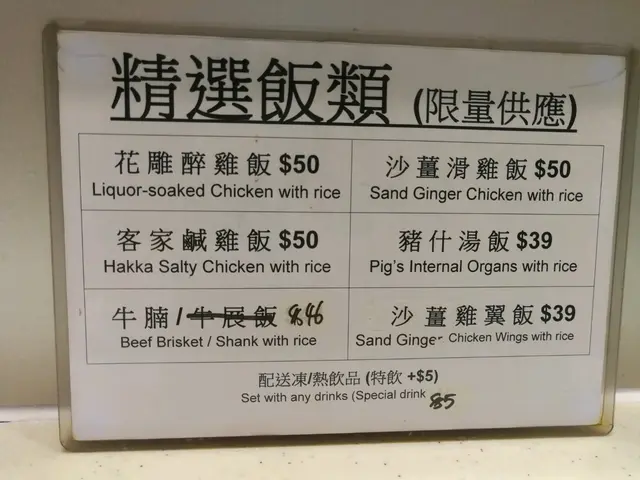 精選飯類 (限量供應)
花雕醉雞飯 $50
Liquor-soaked Chicken with rice
沙薑滑雞飯 $50
Sand Ginger Chicken with rice
客家鹹雞飯 $50
Hakka Salty Chicken with rice
豬什湯飯 $39
Pig's Internal Organs with rice
牛腩/牛展飯 $46
Beef Brisket / Shank with rice
沙薑雞翼飯 $39
Sand Ginger Chicken Wings with rice
配送凍/熱飲品 (特飲 +$5)
Set with any drinks (Special drink $5